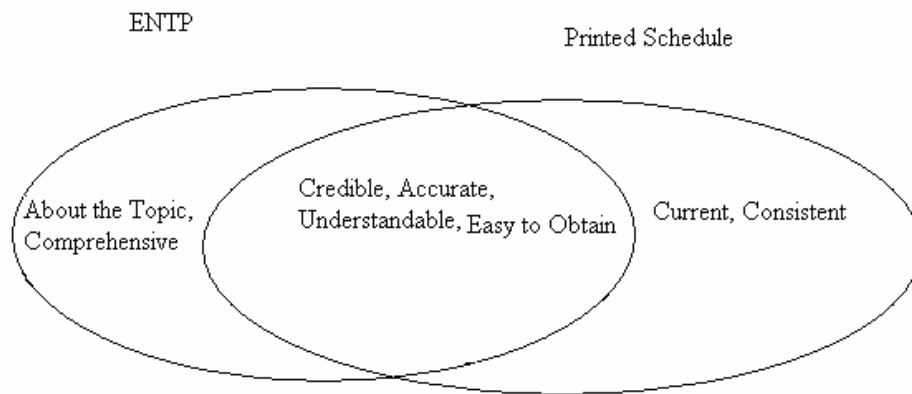 ENTP
Printed Schedule
About the Topic,
Comprehensive
Credible, Accurate,
Understandable, Easy to Obtain
Current, Consistent